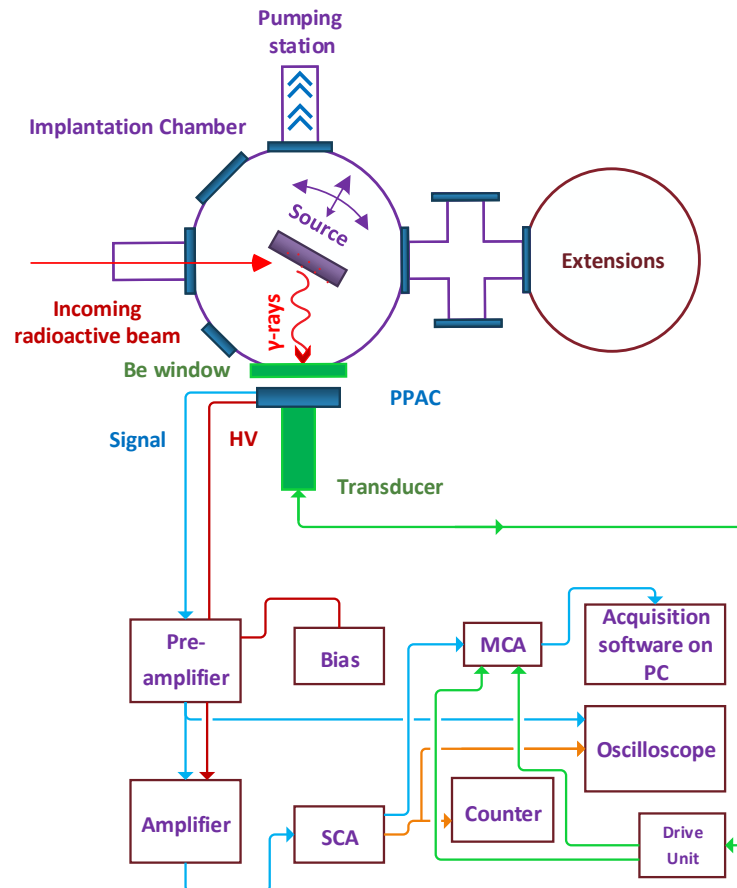 Pumping
station
Implantation Chamber
Source
Extensions
Incoming
radioactive beam
γ-rays
Be window
PPAC
Signal
HV
Transducer
Pre-
amplifier
Bias
MCA
Acquisition
software on
PC
Oscilloscope
Amplifier
SCA
Counter
Drive
Unit